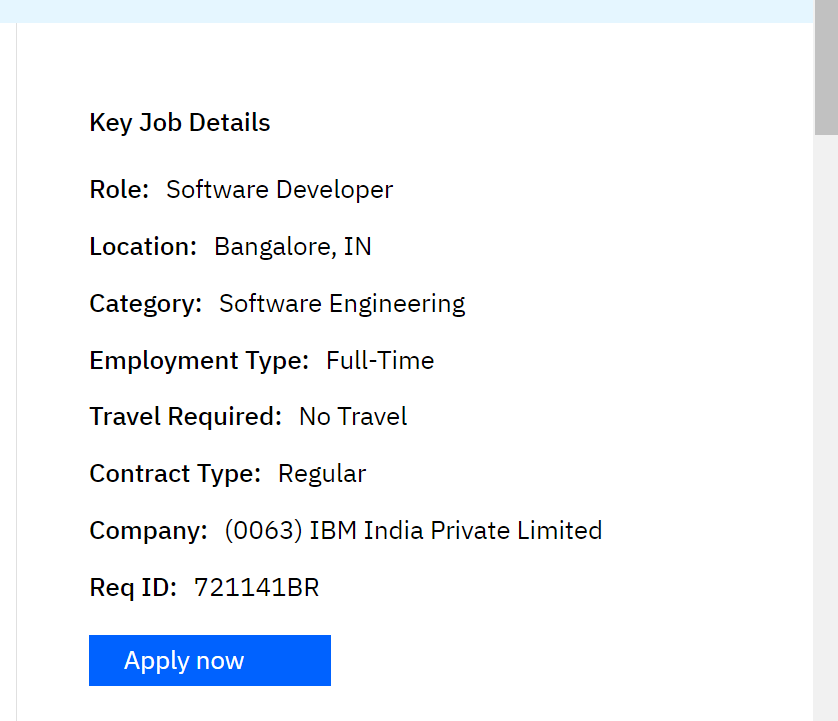 Key Job Details
Role: Software Developer
Location: Bangalore, IN
Category: Software Engineering
Employment Type: Full-Time
Travel Required: No Travel
Contract Type: Regular
Company: (0063) IBM India Private Limited
Req ID: 721141BR
Apply now